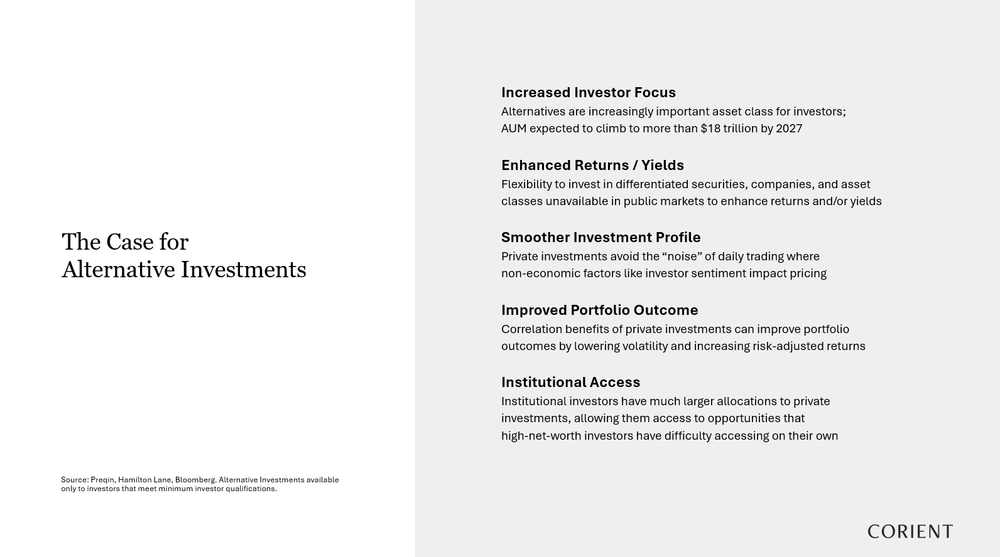 The Case for
Alternative Investments
Source: Preqin, Hamilton Lane, Bloomberg. Alternative Investments available
only to investors that meet minimum investor qualifications.
Increased Investor Focus
Alternatives are increasingly important asset class for investors;
AUM expected to climb to more than $18 trillion by 2027
Enhanced Returns / Yields
Flexibility to invest in differentiated securities, companies, and asset
classes unavailable in public markets to enhance returns and/or yields
Smoother Investment Profile
Private investments avoid the “noise” of daily trading where
non-economic factors like investor sentiment impact pricing
Improved Portfolio Outcome
Correlation benefits of private investments can improve portfolio
outcomes by lowering volatility and increasing risk-adjusted returns
Institutional Access
Institutional investors have much larger allocations to private
investments, allowing them access to opportunities that
high-net-worth investors have difficulty accessing on their own
CORIENT